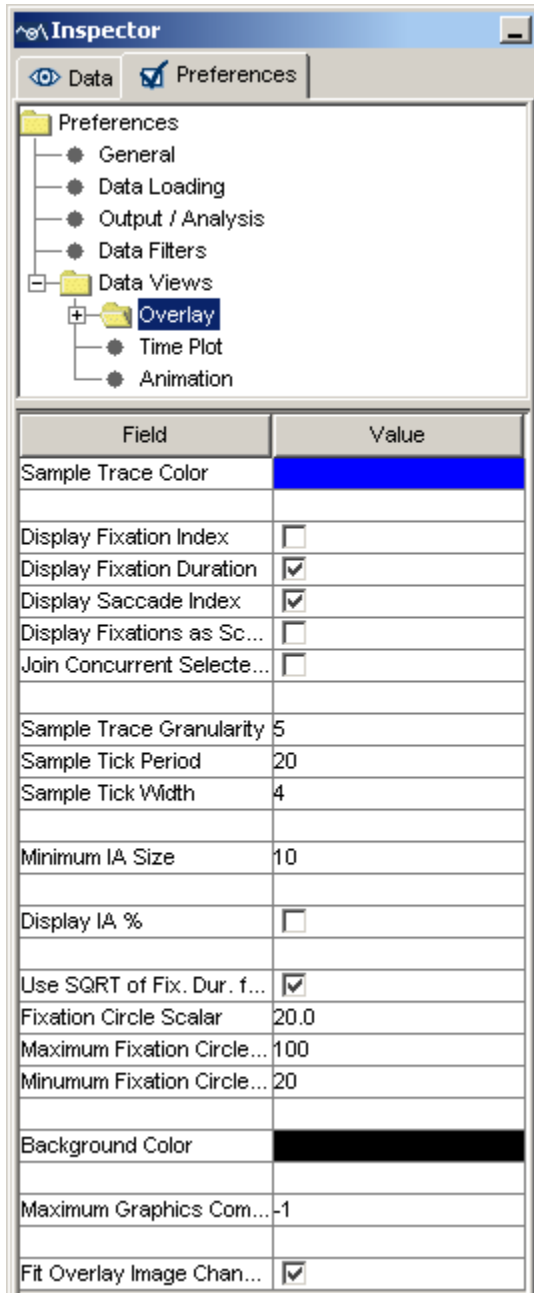 Inspector
Data Preferences
Preferences
General
Data Loading
Output / Analysis
Data Filters
Data Views
Overlay
Time Plot
Animation
Field Value
Sample Trace Color
Display Fixation Index
Display Fixation Duration
Display Saccade Index
Display Fixations as Sc...
Join Concurrent Selecte...
Sample Trace Granularity 5
Sample Tick Period 20
Sample Tick Width 4
Minimum IA Size 10
Display IA %
Use SQRT of Fix. Dur. f...
Fixation Circle Scalar 20.0
Maximum Fixation Circle... 100
Minumum Fixation Circle... 20
Background Color
Maximum Graphics Com... -1
Fit Overlay Image Chan...